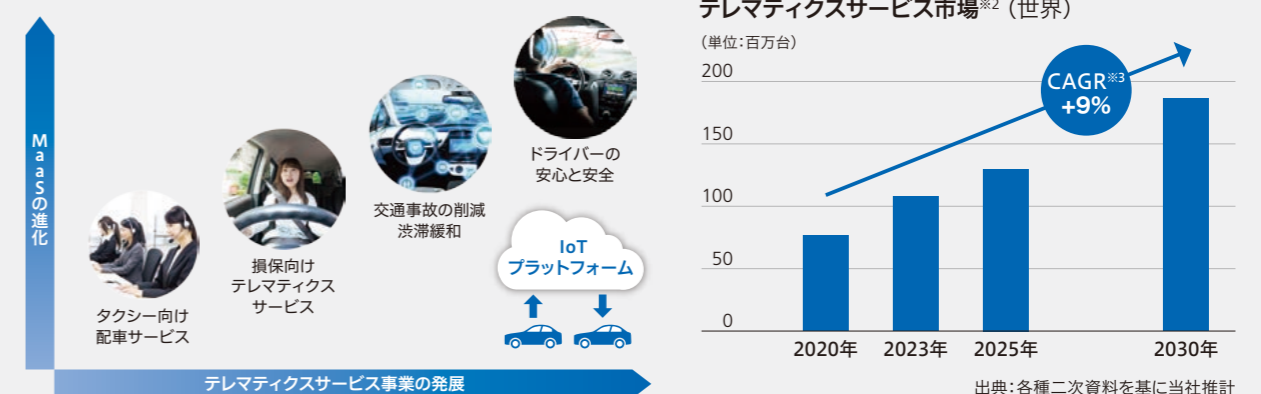 MaaSの進化
タクシー向け
配車サービス
損保向け
テレマティクス
サービス
交通事故の削減
渋滞緩和
ドライバーの
安心と安全
IoT
プラットフォーム
テレマティクスサービス事業の発展
テレマティクスサービス市場※2（世界）
（単位：百万台）
200
150
100
50
0
CAGR※3
+9%
2020年 2023年 2025年 2030年
出典：各種二次資料を基に当社推計